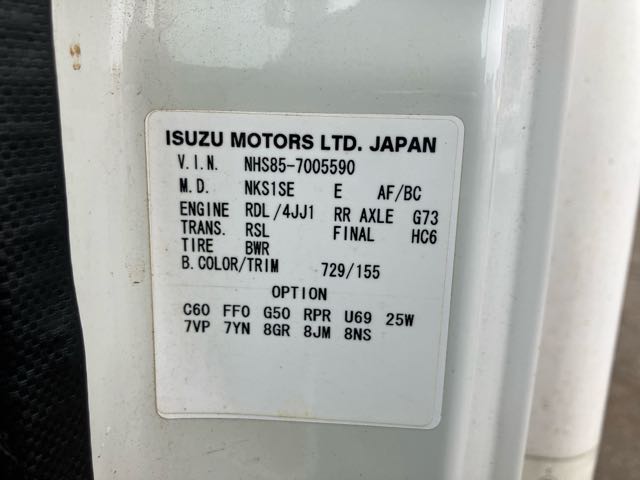 ISUZU MOTORS LTD. JAPAN
V.I.N. NHS85-7005590
M.D. NKS1SE E AF/BC
ENGINE RDL/4JJ1 RR AXLE G73
TRANS. RSL FINAL HC6
TIRE BWR
B.COLOR/TRIM 729/155
OPTION
C60 FF0 G50 RPR U69 25W
7VP 7YN 8GR 8JM 8NS